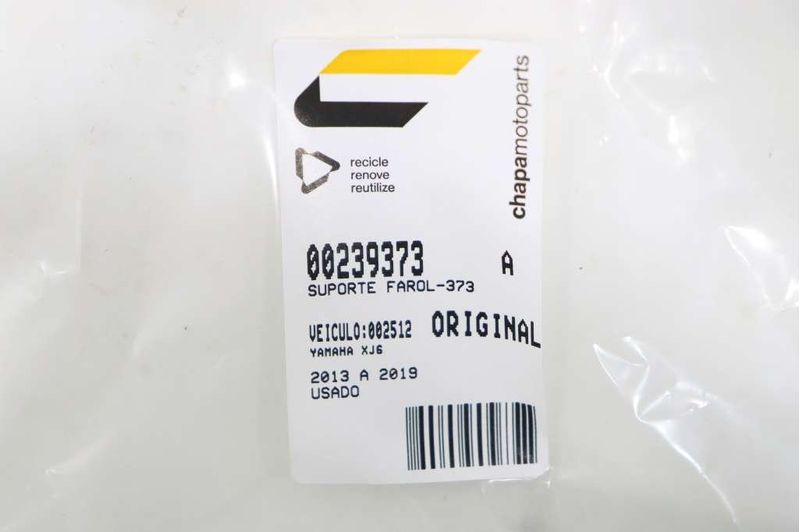 chapamotoparts
recicle
renove
reutilize
00239373 A
SUPORTE FAROL-373
VEICULO:002512 ORIGINAL
YAMAHA XJ6
2013 A 2019
USADO